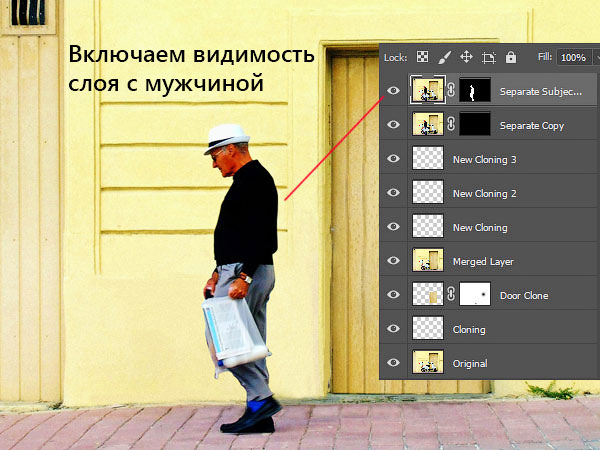 Включаем видимость
слоя с мужчиной
Lock: Fill: 100%
Separate Subjec...
Separate Copy
New Cloning 3
New Cloning 2
New Cloning
Merged Layer
Door Clone
Cloning
Original